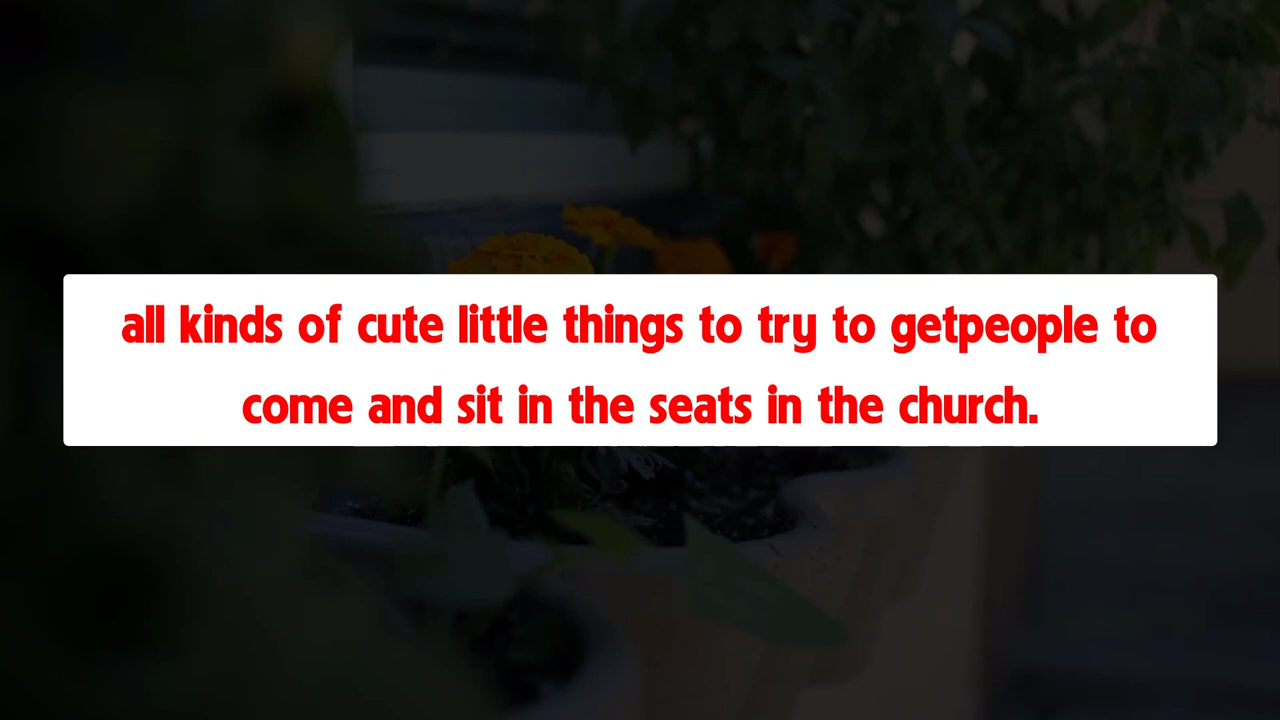 all kinds of cute little things to try to getpeople to
come and sit in the seats in the church.